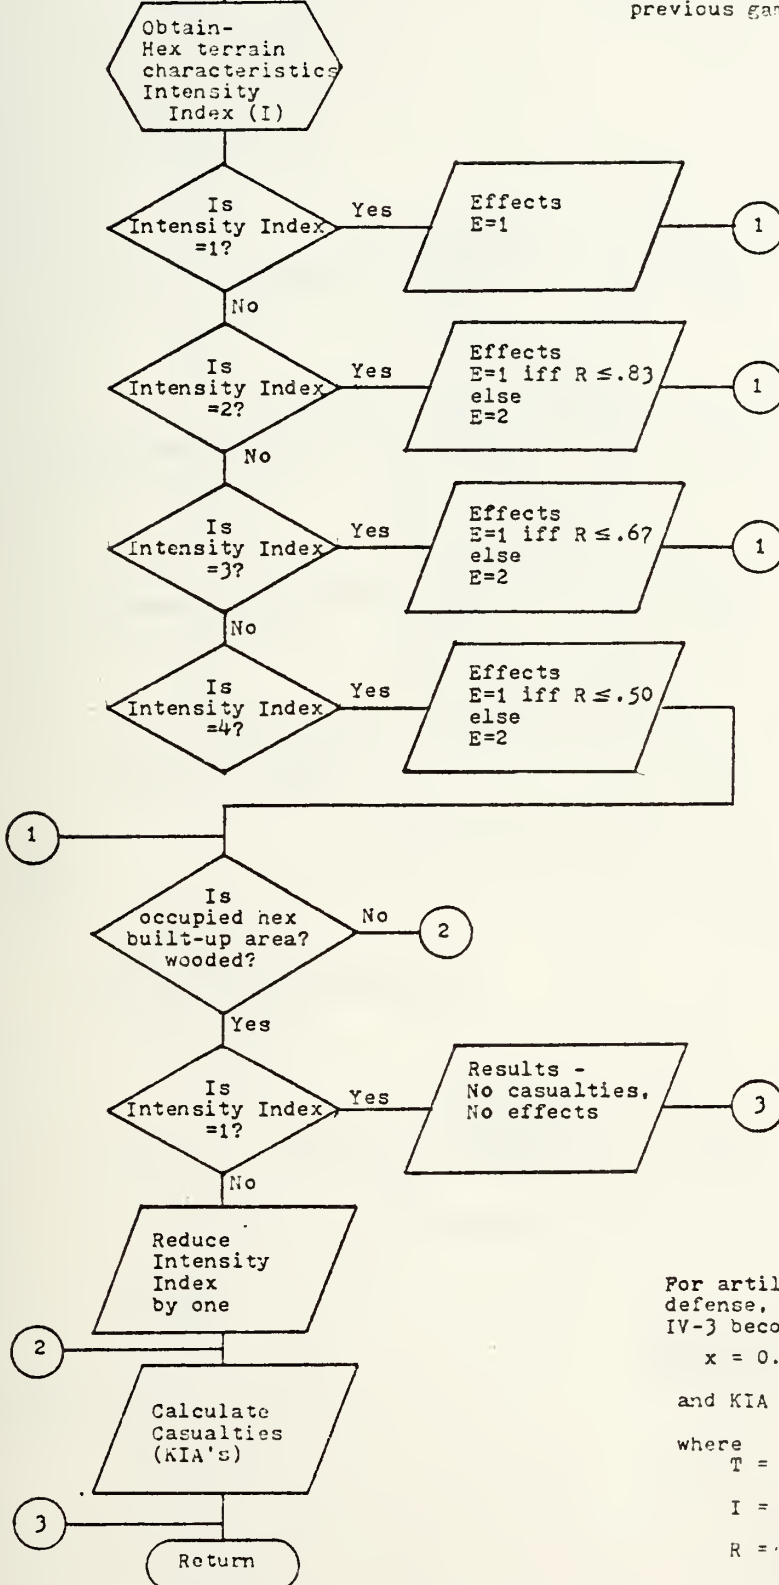 previous
Obtain-
Hex terrain
characteristics
Intensity
Index (I)
Is
Intensity Index
=1?
Yes
Effects
E=1
1
No
Is
Intensity Index
=2?
Yes
Effects
E=1 iff R ≤.83
else
E=2
1
No
Is
Intensity Index
=3?
Yes
Effects
E=1 iff R ≤.67
else
E=2
1
No
Is
Intensity Index
=4?
Yes
Effects
E=1 iff R ≤.50
else
E=2
1
Is
occupied hex
built-up area?
wooded?
No
2
Yes
Is
Intensity Index
=1?
Yes
Results -
No casualties,
No effects
3
No
Reduce
Intensity
Index
by one
2
Calculate
Casualties
(KIA's)
3
Return
For
defense,
IV-3
x = 0.
and KIA
where
T =
I =
R =